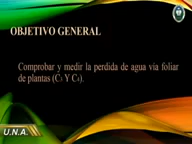 OBJETIVO GENERAL
Comprobar y medir la perdida de agua vía foliar
de plantas (C₃ Y C₄).
U.N.A.